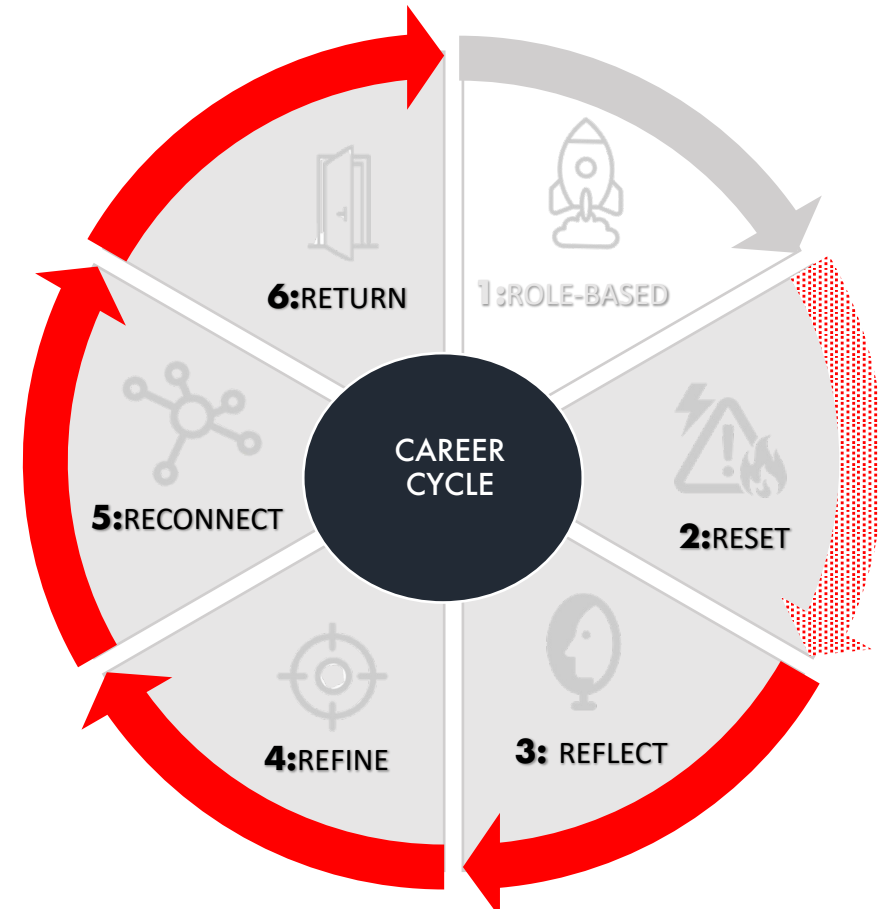 CAREER
CYCLE
1:ROLE-BASED
2:RESET
3: REFLECT
4:REFINE
5:RECONNECT
6:RETURN